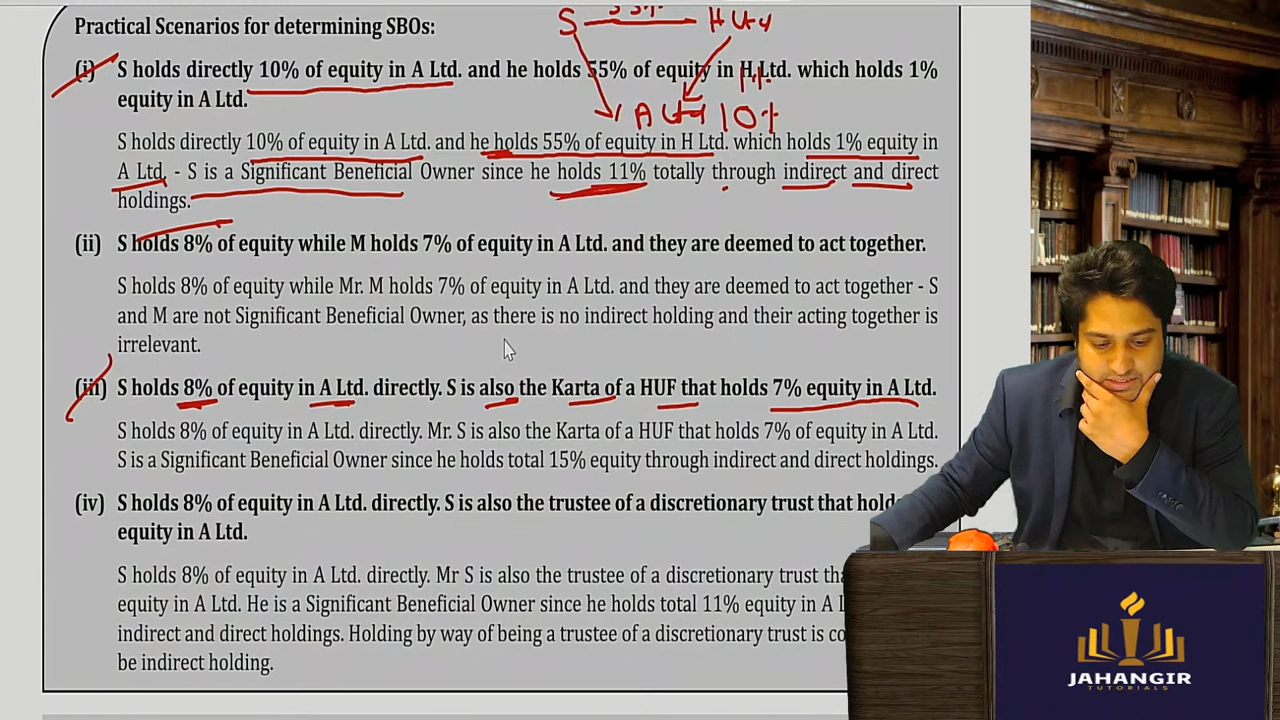 Practical Scenarios for determining SBOs:
S H Ltd
(i) S holds directly 10% of equity in A Ltd. and he holds 55% of equity in H Ltd. which holds 1%
equity in A Ltd.
1%
A Ltd 10%
S holds directly 10% of equity in A Ltd. and he holds 55% of equity in H Ltd. which holds 1% equity in
A Ltd. - S is a Significant Beneficial Owner since he holds 11% totally through indirect and direct
holdings.
(ii) S holds 8% of equity while M holds 7% of equity in A Ltd. and they are deemed to act together.
S holds 8% of equity while Mr. M holds 7% of equity in A Ltd. and they are deemed to act together - S
and M are not Significant Beneficial Owner, as there is no indirect holding and their acting together is
irrelevant.
(iii) S holds 8% of equity in A Ltd. directly. S is also the Karta of a HUF that holds 7% equity in A Ltd.
S holds 8% of equity in A Ltd. directly. Mr. S is also the Karta of a HUF that holds 7% of equity in A Ltd.
S is a Significant Beneficial Owner since he holds total 15% equity through indirect and direct holdings.
(iv) S holds 8% of equity in A Ltd. directly. S is also the trustee of a discretionary trust that hold
equity in A Ltd.
S holds 8% of equity in A Ltd. directly. Mr S is also the trustee of a discretionary trust tha
equity in A Ltd. He is a Significant Beneficial Owner since he holds total 11% equity in A L
indirect and direct holdings. Holding by way of being a trustee of a discretionary trust is co
be indirect holding.
JAHANGIR
TUTORIALS